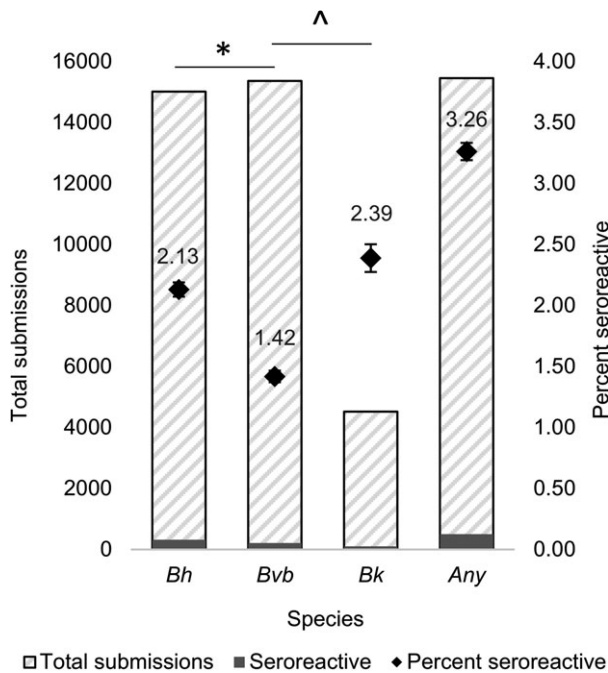 * ^
16000 4.00
14000 3.50
12000 3.00
10000 2.50
8000 2.00
6000 1.50
4000 1.00
2000 0.50
0 0.00
Total submissions
Percent seroreactive
2.13
1.42
2.39
3.26
Bh Bvb Bk Any
Species
Total submissions Seroreactive Percent seroreactive